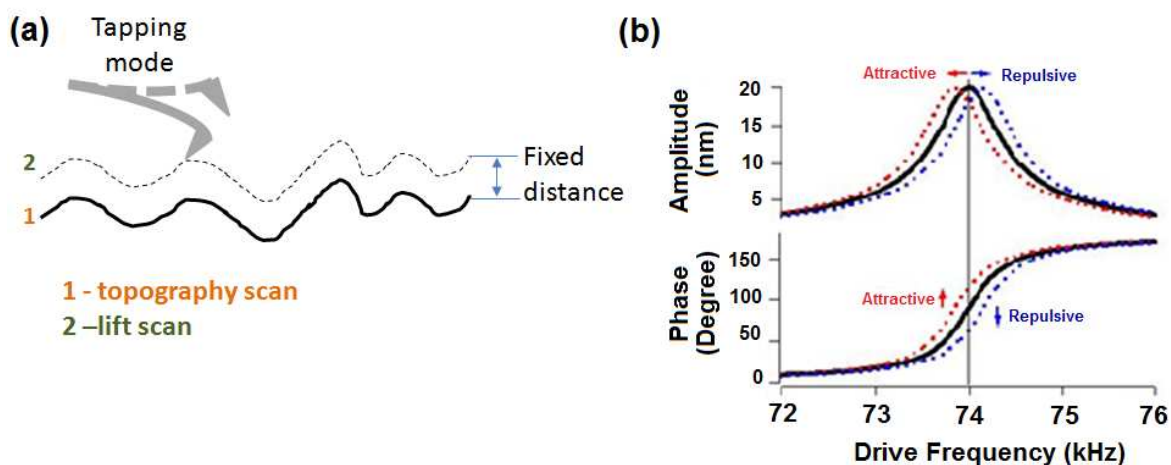 (a)
Tapping
mode
2
1
Fixed
distance
1 - topography scan
2 –lift scan
(b)
Attractive
Repulsive
Amplitude
(nm)
20
15
10
5
Phase
(Degree)
150
100
50
0
Attractive
Repulsive
72 73 74 75 76
Drive Frequency (kHz)